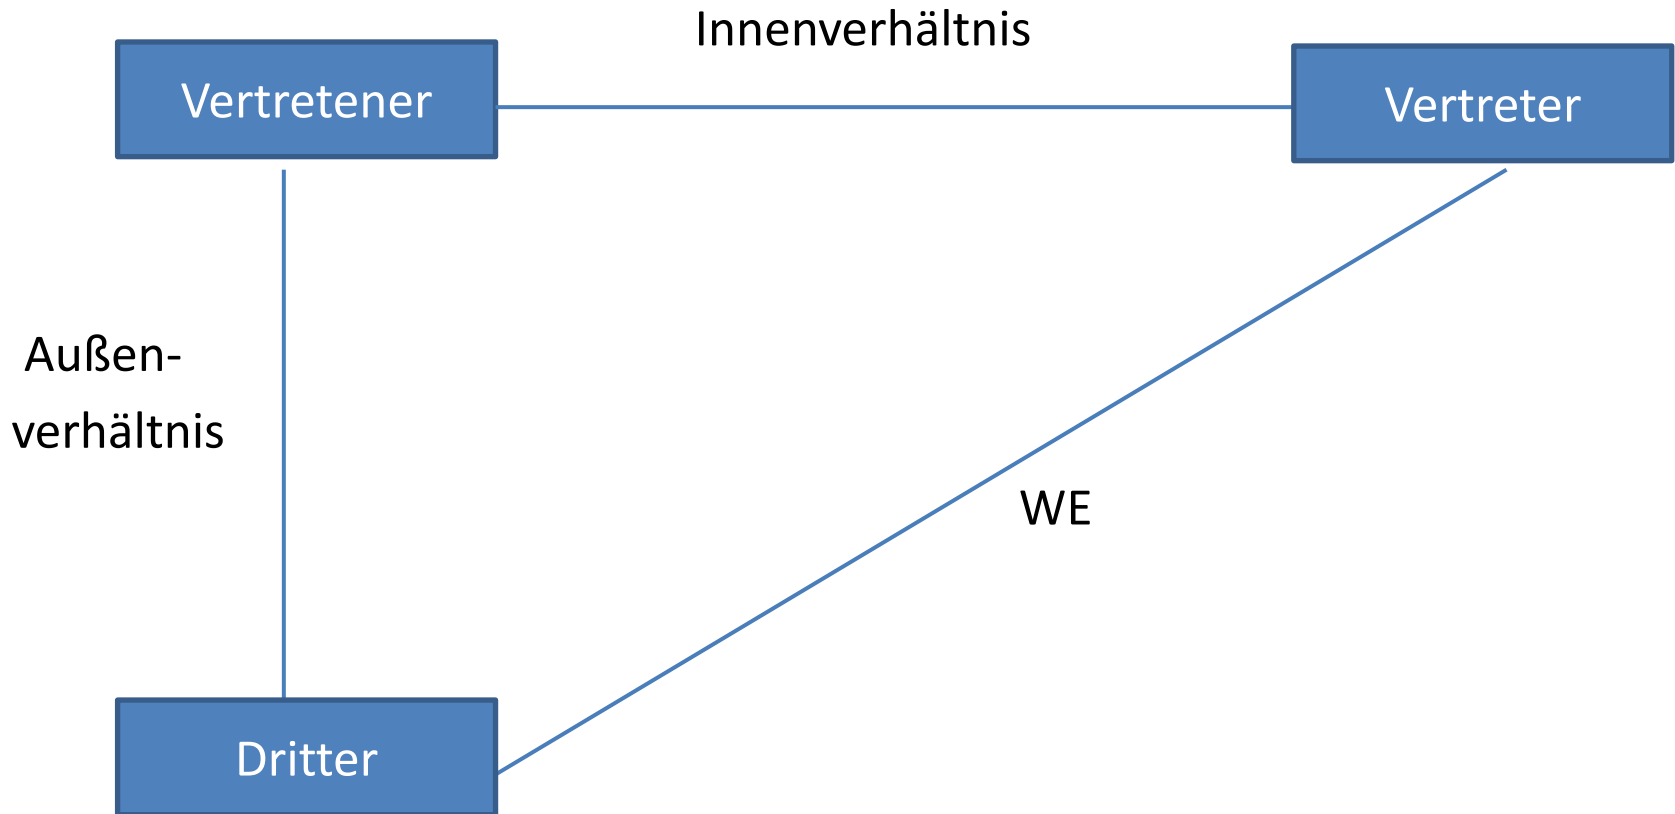 Innenverhältnis
Vertretener
Vertreter
Außen-
verhältnis
WE
Dritter